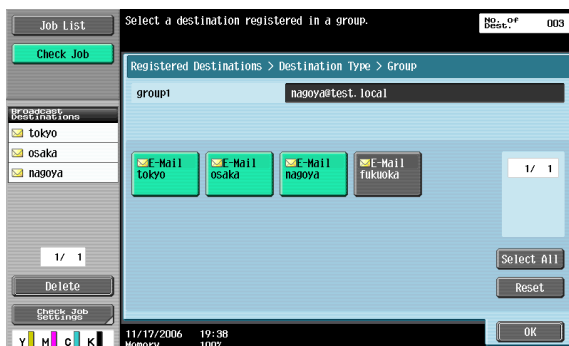 Job List
Select a destination registered in a group.
No. of Dest. 003
Check Job
Registered Destinations > Destination Type > Group
group1
nagoya@test.local
Broadcast
Destinations
tokyo
osaka
nagoya
E-Mail tokyo
E-Mail osaka
E-Mail nagoya
E-Mail fukuoka
1/ 1
1/ 1
Select All
Delete
Reset
Check Job
Settings
OK
11/17/2006 19:38
Memory 100%
Y M C K